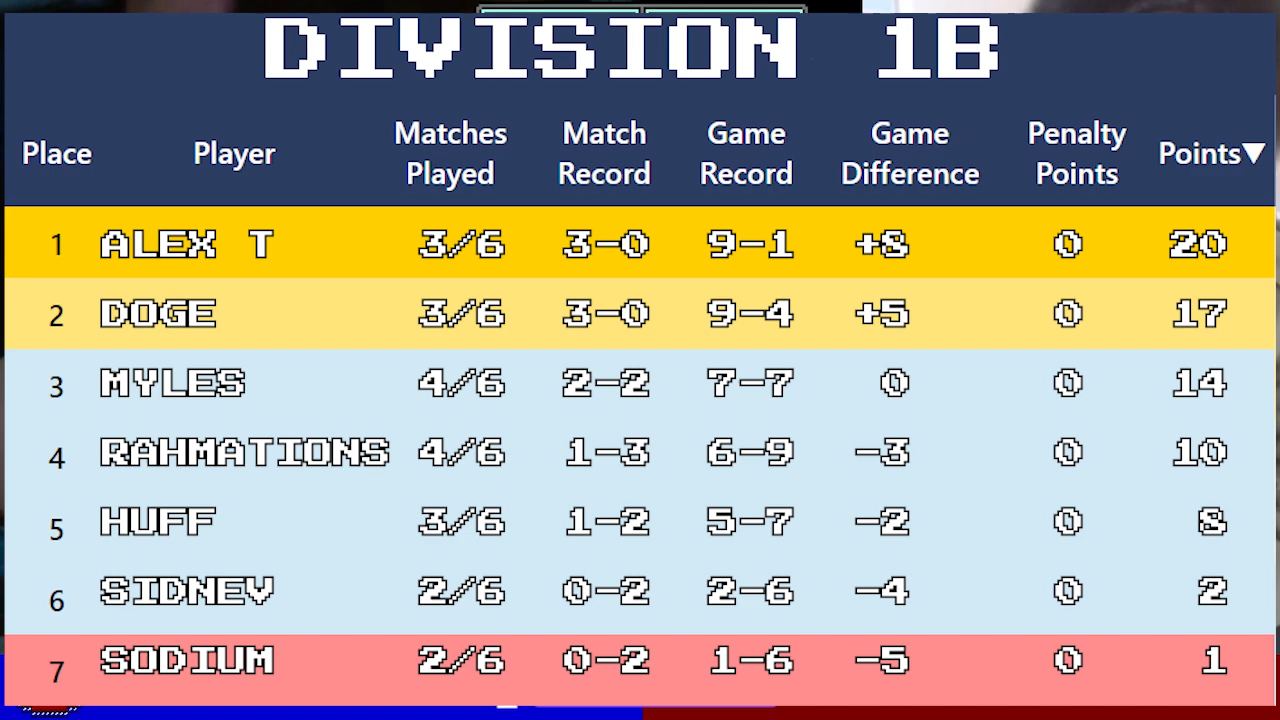 DIVISION 1B
Place Player Matches Played Match Record Game Record Game Difference Penalty Points Points▼
1 ALEX T 3/6 3-0 9-1 +8 0 20
2 DOGE 3/6 3-0 9-4 +5 0 17
3 MYLES 4/6 2-2 7-7 0 0 14
4 RAHMATIONS 4/6 1-3 6-9 -3 0 10
5 HUFF 3/6 1-2 5-7 -2 0 8
6 SIDNEV 2/6 0-2 2-6 -4 0 2
7 SODIUM 2/6 0-2 1-6 -5 0 1